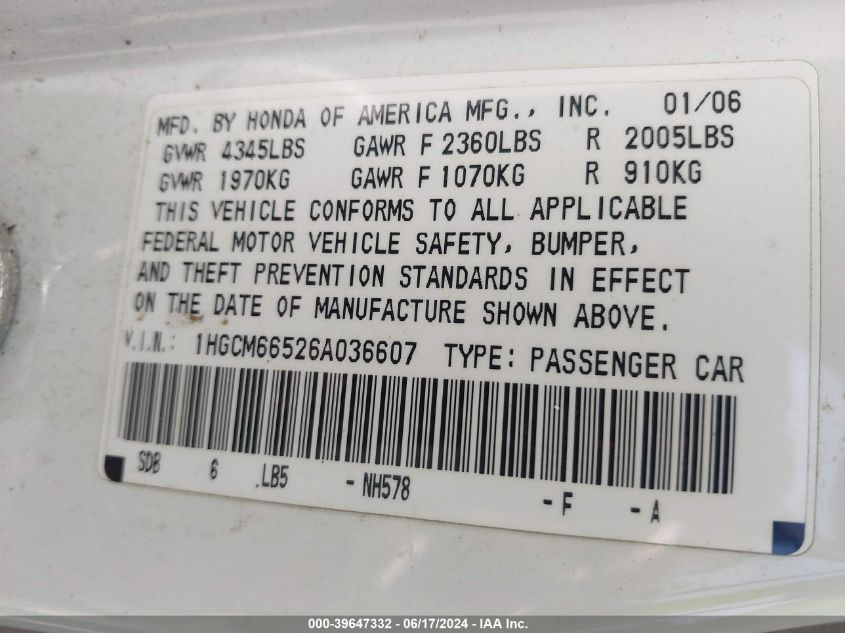 MFD. BY HONDA OF AMERICA MFG., INC. 01/06
GVWR 4345LBS GAWR F 2360LBS R 2005LBS
GVWR 1970KG GAWR F 1070KG R 910KG
THIS VEHICLE CONFORMS TO ALL APPLICABLE
FEDERAL MOTOR VEHICLE SAFETY, BUMPER,
AND THEFT PREVENTION STANDARDS IN EFFECT
ON THE DATE OF MANUFACTURE SHOWN ABOVE.
V.I.N.: 1HGCM66526A036607 TYPE: PASSENGER CAR
SDB 6 LB5 - NH578 - F - A
000-39647332 - 06/17/2024 - IAA Inc.